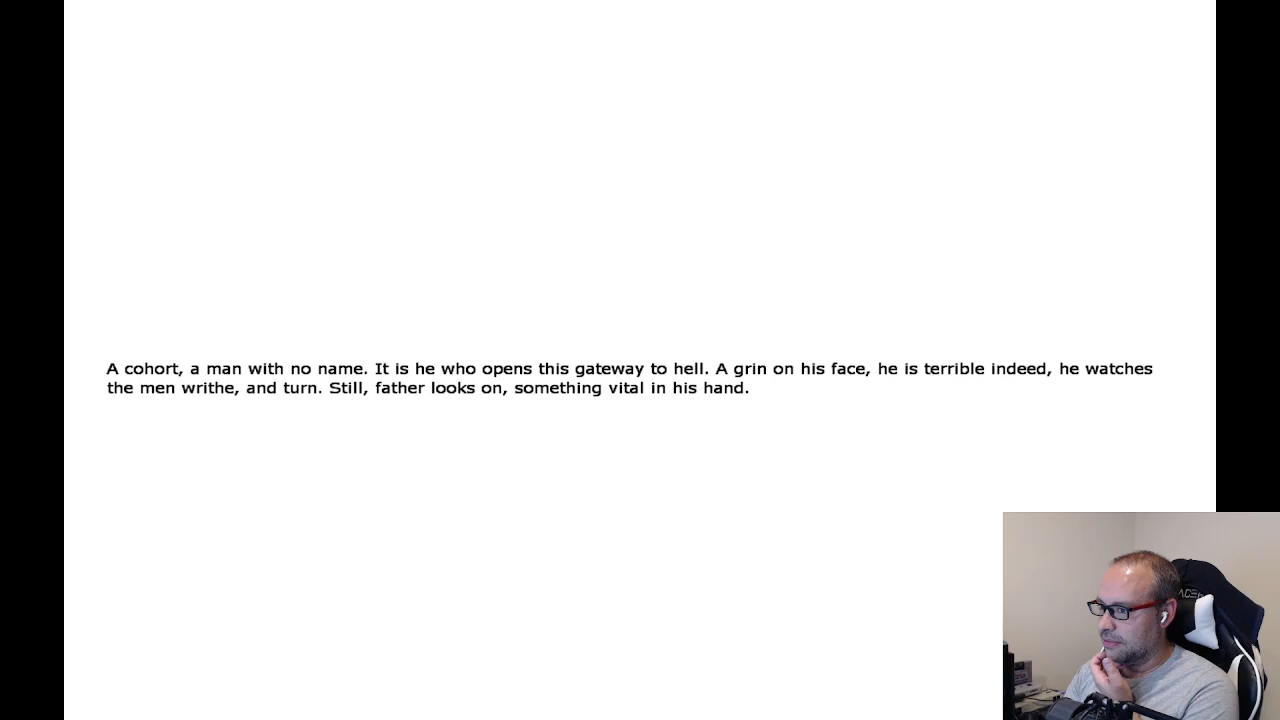 A cohort, a man with no name. It is he who opens this gateway to hell. A grin on his face, he is terrible indeed, he watches
the men writhe, and turn. Still, father looks on, something vital in his hand.